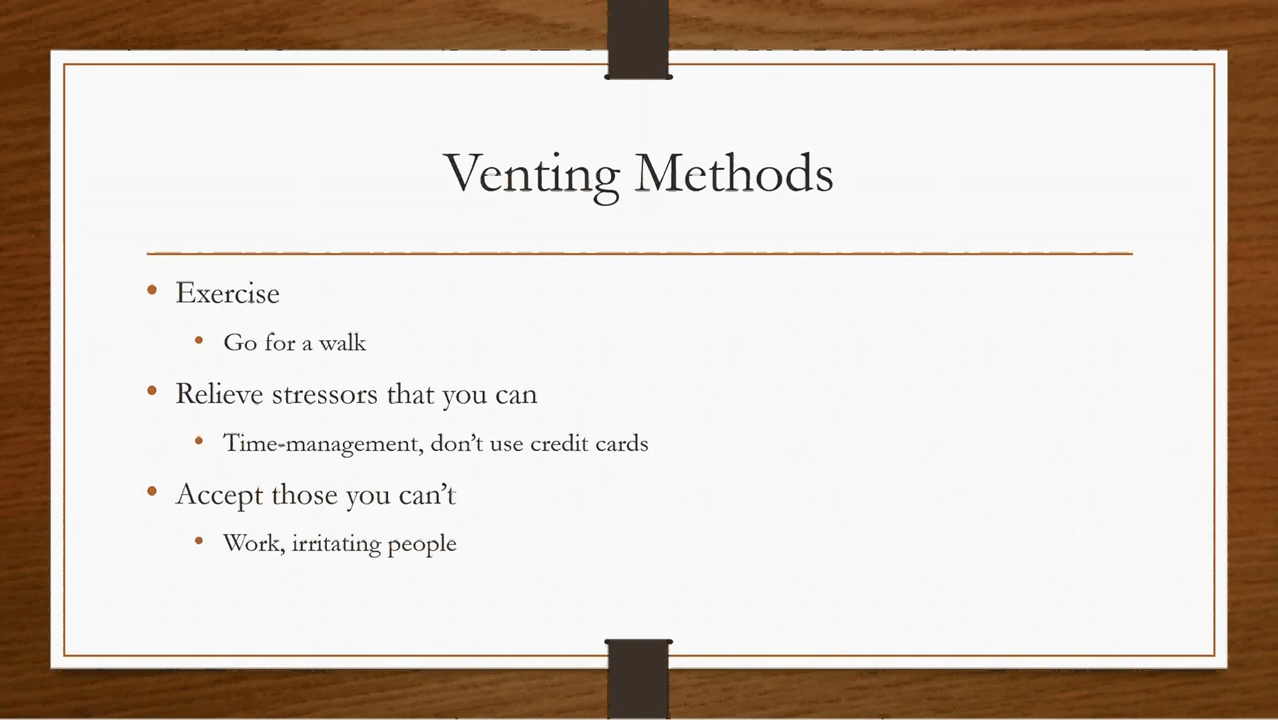 Venting Methods
• Exercise
• Go for a walk
• Relieve stressors that you can
• Time-management, don’t use credit cards
• Accept those you can’t
• Work, irritating people